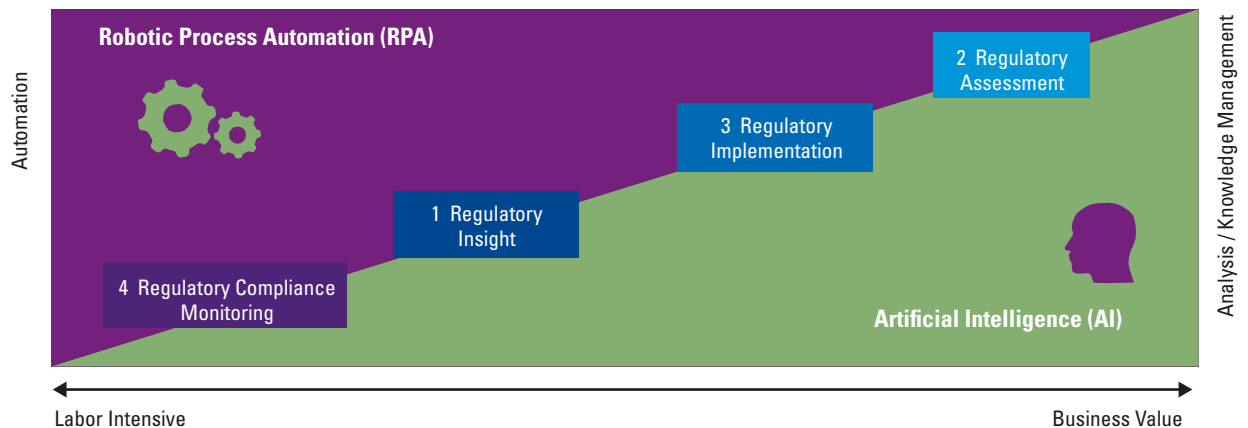 Robotic Process Automation (RPA)
Automation
2 Regulatory
Assessment
3 Regulatory
Implementation
1 Regulatory
Insight
4 Regulatory Compliance
Monitoring
Artificial Intelligence (AI)
Analysis / Knowledge Management
Labor Intensive
Business Value